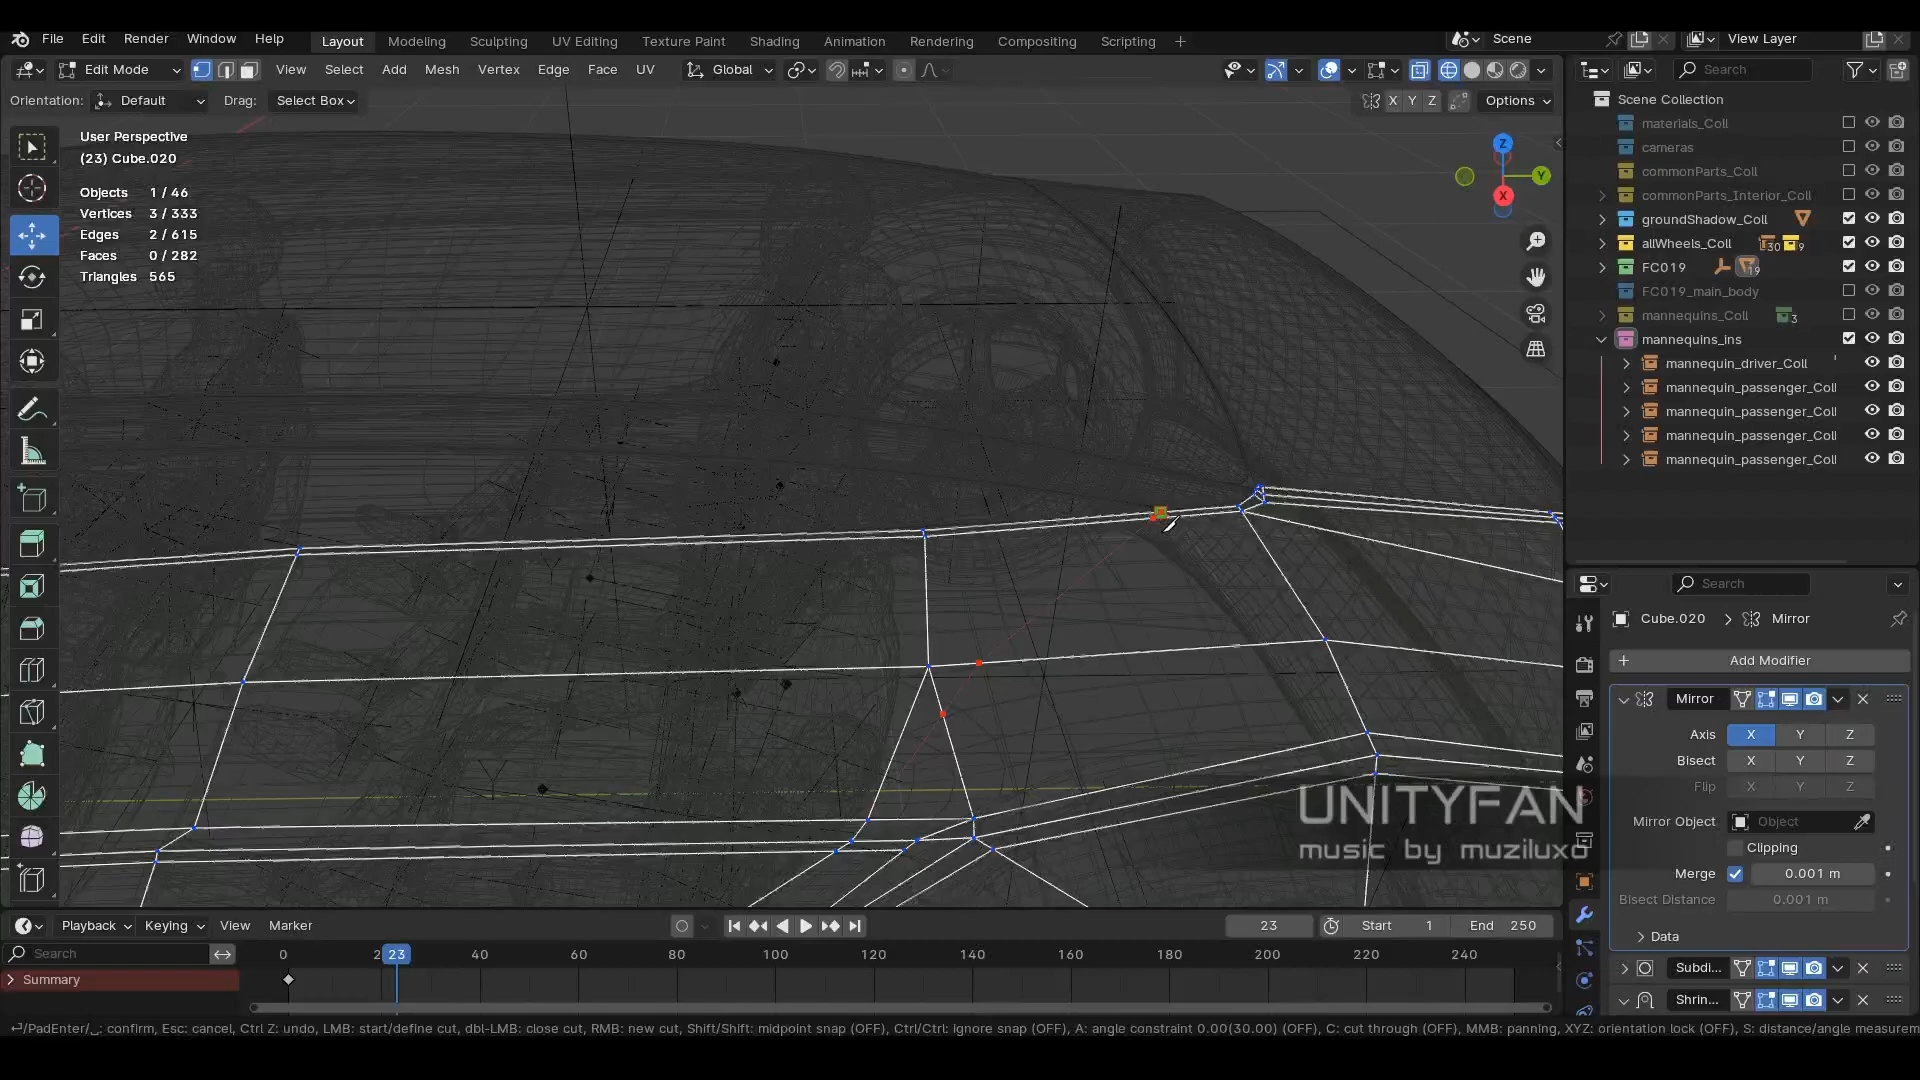 File Edit Render Window Help Layout Modeling Sculpting UV Editing Texture Paint Shading Animation Rendering Compositing Scripting + Scene View Layer
Edit Mode View Select Add Mesh Vertex Edge Face UV Global Search
Orientation: Default Drag: Select Box X Y Z Options
User Perspective
(23) Cube.020
Objects 1 / 46
Vertices 3 / 333
Edges 2 / 615
Faces 0 / 282
Triangles 565
Z
Y
X
Scene Collection
materials_Coll
cameras
commonParts_Coll
commonParts_Interior_Coll
groundShadow_Coll
allWheels_Coll 30 9
FC019 19
FC019_main_body
mannequins_Coll 3
mannequins_ins
mannequin_driver_Coll
mannequin_passenger_Coll
mannequin_passenger_Coll
mannequin_passenger_Coll
mannequin_passenger_Coll
Search
Cube.020 > Mirror
+ Add Modifier
Mirror
Axis X Y Z
Bisect X Y Z
Flip X Y Z
Mirror Object Object
Clipping
Merge 0.001 m
Bisect Distance 0.001 m
Data
Subdi...
Shrin...
UNITYFAN
music by muziluxo
Playback Keying View Marker 23 Start 1 End 250
Search 0 2 23 40 60 80 100 120 140 160 180 200 220 240
Summary
/PadEnter/ : confirm, Esc: cancel, Ctrl Z: undo, LMB: start/define cut, dbl-LMB: close cut, RMB: new cut, Shift/Shift: midpoint snap (OFF), Ctrl/Ctrl: ignore snap (OFF), A: angle constraint 0.00(30.00) (OFF), C: cut through (OFF), MMB: panning, XYZ: orientation lock (OFF), S: distance/angle measurem